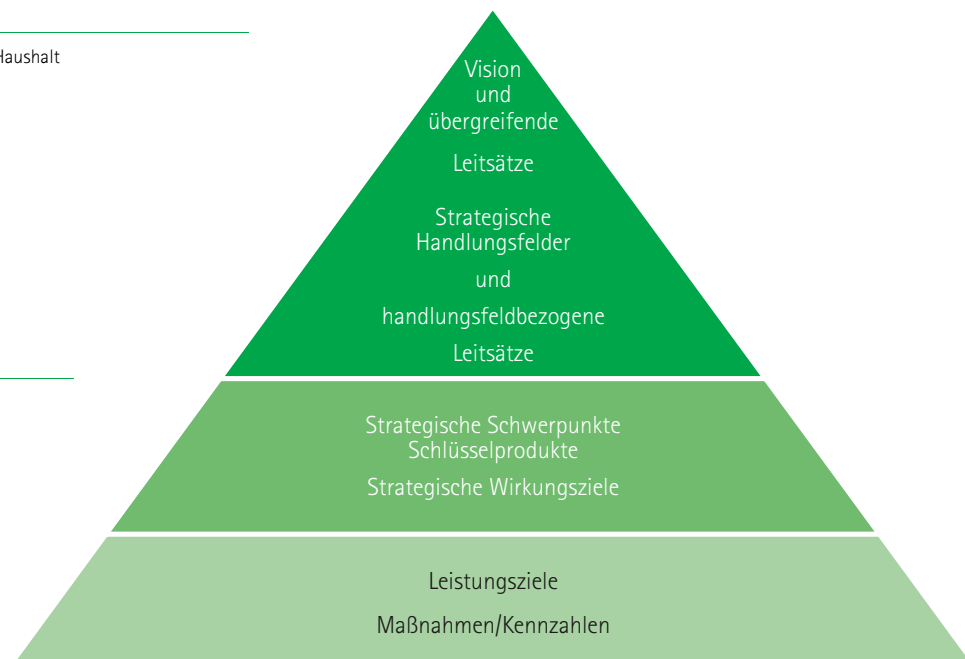 Haushalt
Vision
und
übergreifende
Leitsätze
Strategische
Handlungsfelder
und
handlungsfeldbezogene
Leitsätze
Strategische Schwerpunkte
Schlüsselprodukte
Strategische Wirkungsziele
Leistungsziele
Maßnahmen/Kennzahlen